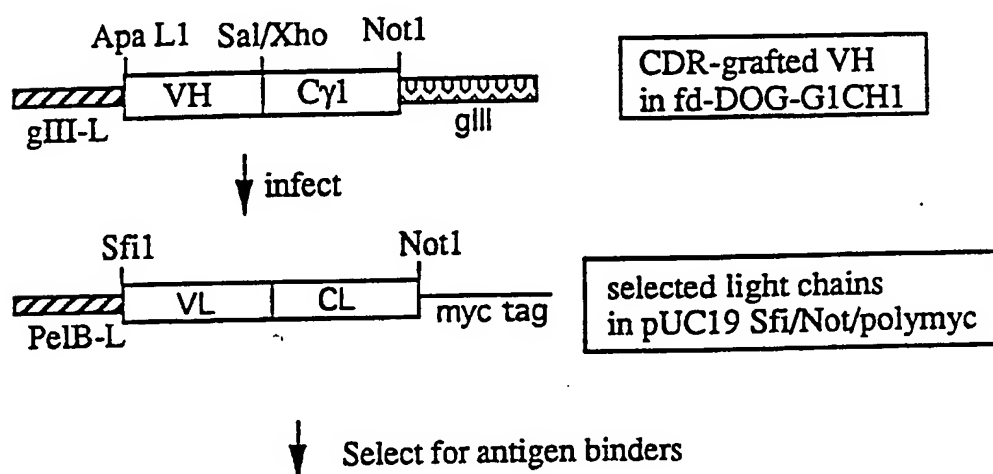 Apa L1 Sal/Xho Not1
VH Cγ1
gIII-L gIII
CDR-grafted VH
in fd-DOG-G1CH1
infect
Sfi1 Not1
VL CL
PelB-L myc tag
selected light chains
in pUC19 Sfi/Not/polymyc
Select for antigen binders